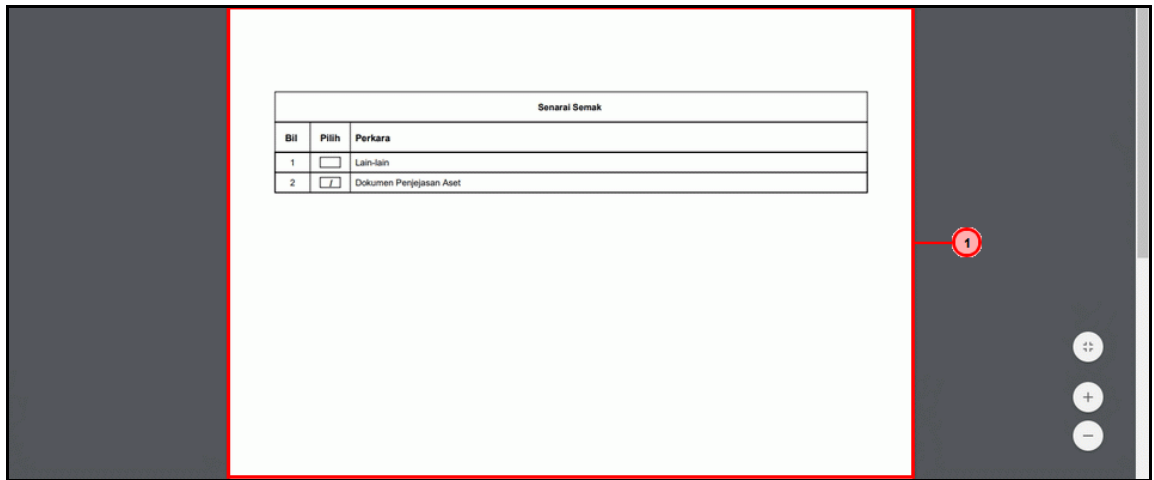 Senarai Semak
Bil Pilih Perkara
1 Lain-lain
2 / Dokumen Penjejasan Aset
1